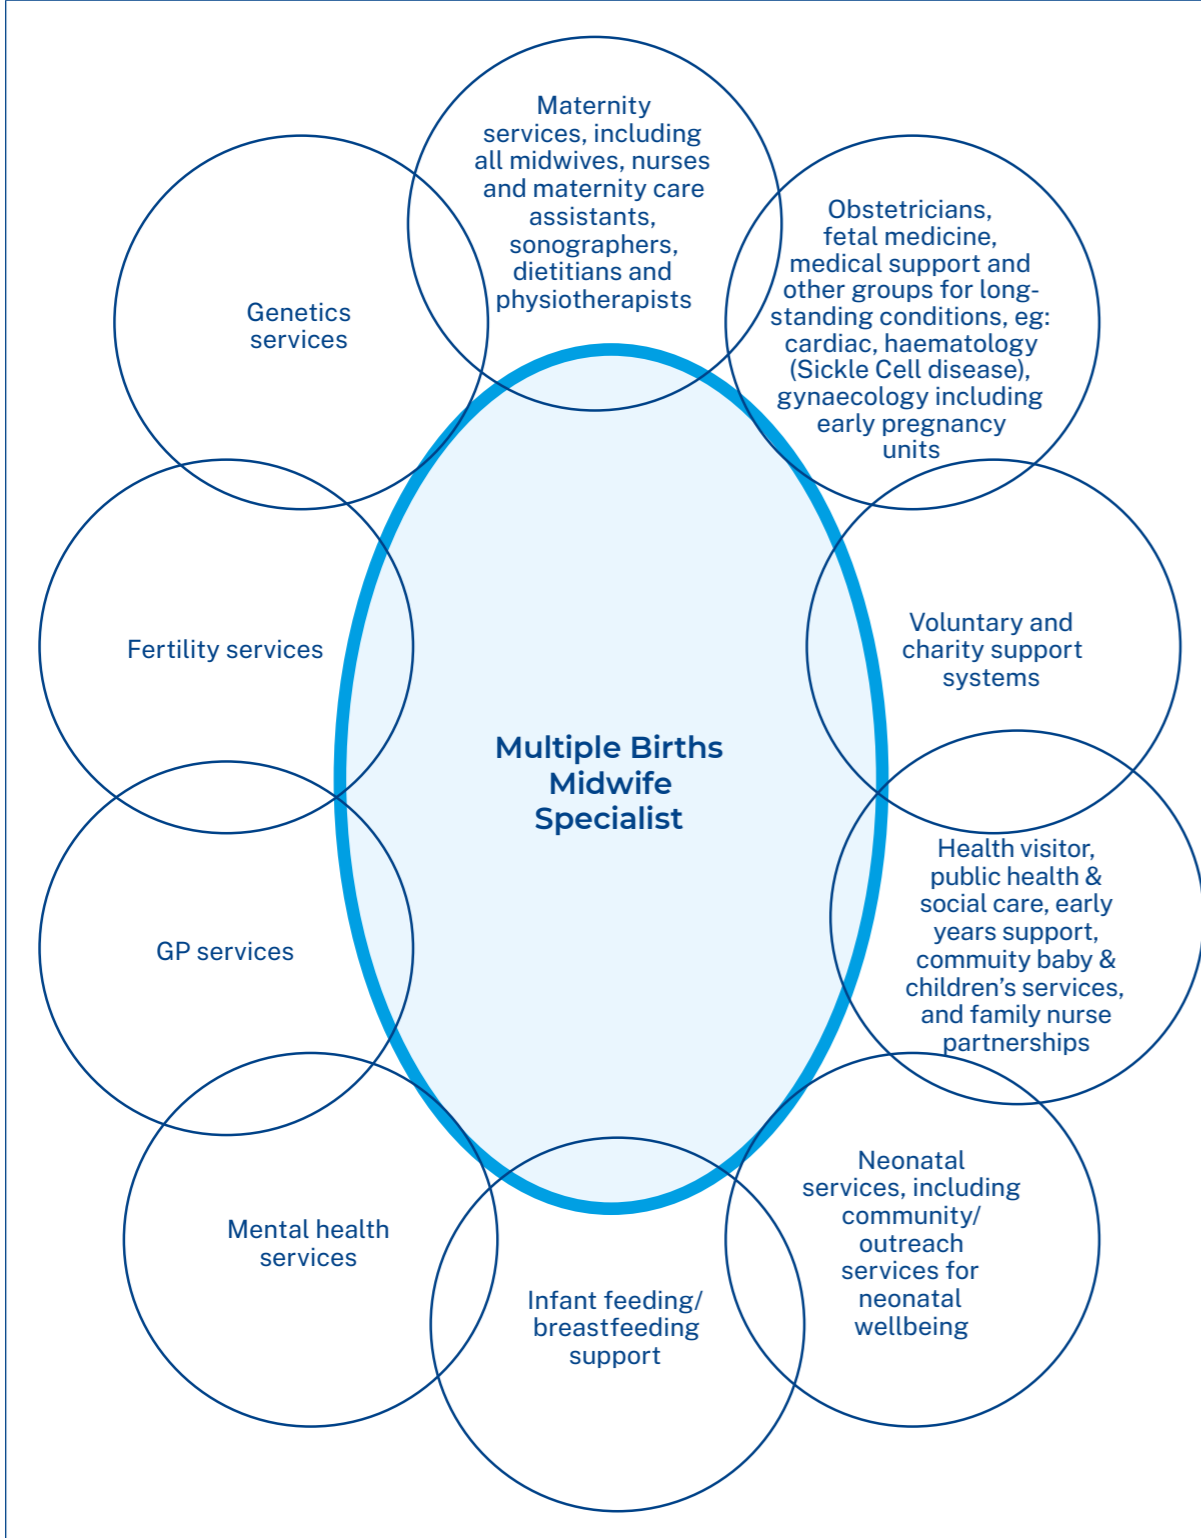 Maternity
services, including
all midwives, nurses
and maternity care
assistants,
sonographers,
dietitians and
physiotherapists
Obstetricians,
fetal medicine,
medical support and
other groups for long-
standing conditions, eg:
cardiac, haematology
(Sickle Cell disease),
gynaecology including
early pregnancy
units
Genetics
services
Fertility services
Voluntary and
charity support
systems
Multiple Births
Midwife
Specialist
Health visitor,
public health &
social care, early
years support,
commuity baby &
children’s services,
and family nurse
partnerships
GP services
Neonatal
services, including
community/
outreach
services for
neonatal
wellbeing
Mental health
services
Infant feeding/
breastfeeding
support